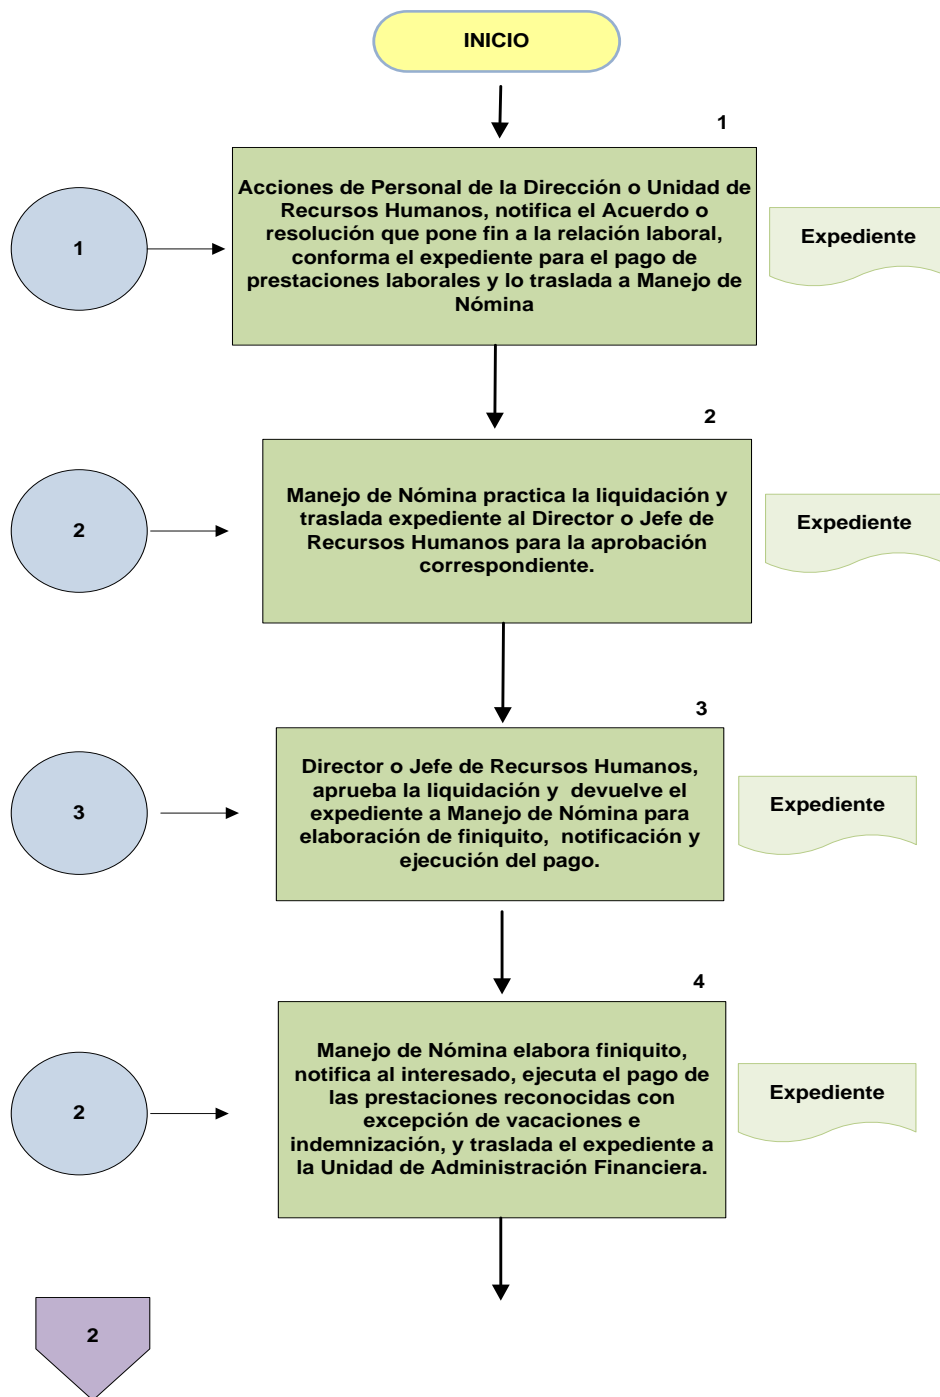 INICIO
1
Acciones de Personal de la Dirección o Unidad de
Recursos Humanos, notifica el Acuerdo o
resolución que pone fin a la relación laboral,
conforma el expediente para el pago de
prestaciones laborales y lo traslada a Manejo de
Nómina
1
Expediente
2
Manejo de Nómina practica la liquidación y
traslada expediente al Director o Jefe de
Recursos Humanos para la aprobación
correspondiente.
2
Expediente
3
Director o Jefe de Recursos Humanos,
aprueba la liquidación y devuelve el
expediente a Manejo de Nómina para
elaboración de finiquito, notificación y
ejecución del pago.
3
Expediente
4
Manejo de Nómina elabora finiquito,
notifica al interesado, ejecuta el pago de
las prestaciones reconocidas con
excepción de vacaciones e
indemnización, y traslada el expediente a
la Unidad de Administración Financiera.
2
Expediente
2